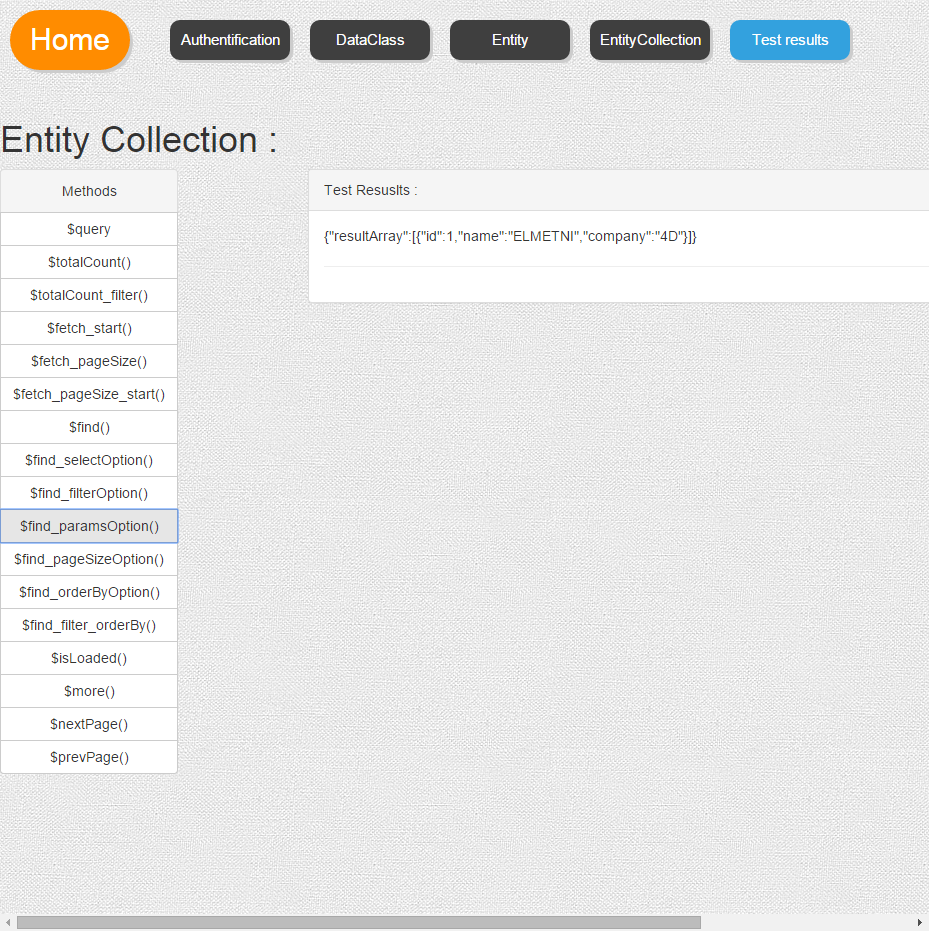 Home
Authentification
DataClass
Entity
EntityCollection
Test results
Entity Collection :
Methods
$query
$totalCount()
$totalCount_filter()
$fetch_start()
$fetch_pageSize()
$fetch_pageSize_start()
$find()
$find_selectOption()
$find_filterOption()
$find_paramsOption()
$find_pageSizeOption()
$find_orderByOption()
$find_filter_orderBy()
$isLoaded()
$more()
$nextPage()
$prevPage()
Test Resuslts :
{"resultArray":[{"id":1,"name":"ELMETNI","company":"4D"}]}